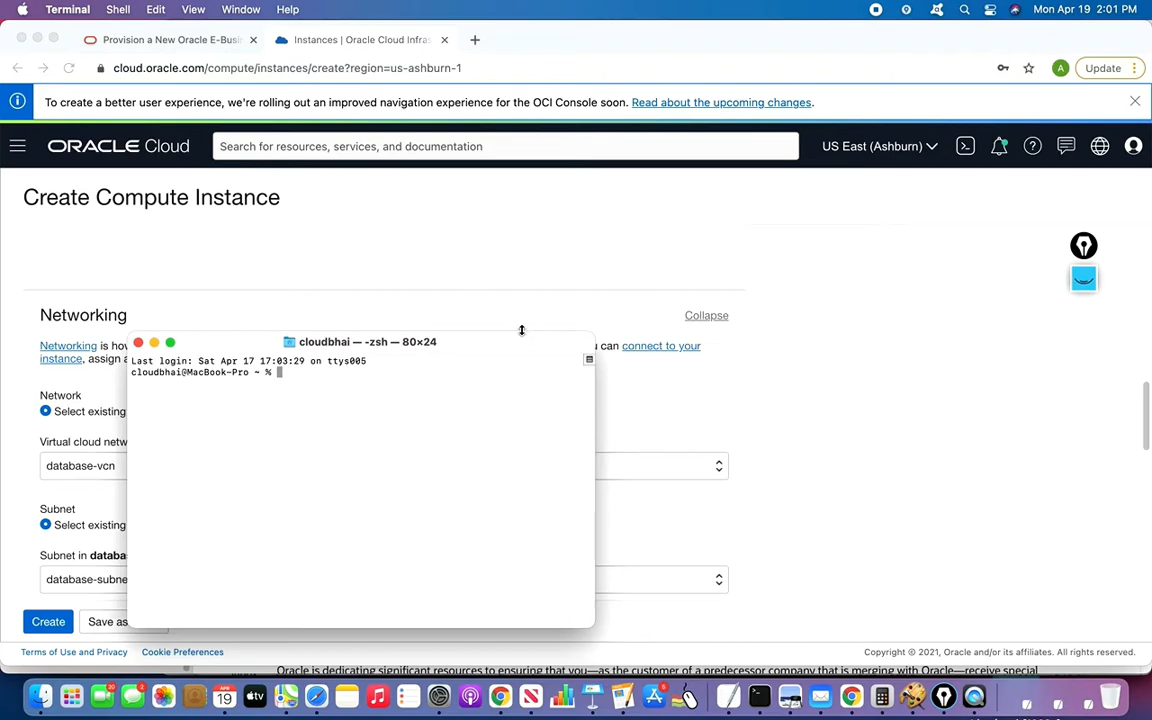 Terminal Shell Edit View Window Help Mon Apr 19 2:01 PM
Provision a New Oracle E-Busi
Instances | Oracle Cloud Infras
cloud.oracle.com/compute/instances/create?region=us-ashburn-1
A
Update
To create a better user experience, we're rolling out an improved navigation experience for the OCI Console soon. Read about the upcoming changes.
ORACLE Cloud
Search for resources, services, and documentation
US East (Ashburn)
Create Compute Instance
Networking
Collapse
Networking is how
u can connect to your
instance, assign a
cloudbhai — -zsh — 80×24
Last login: Sat Apr 17 17:03:29 on ttys005
cloudbhai@MacBook-Pro ~ %
Network
Select existing
Virtual cloud netw
database-vcn
Subnet
Select existing
Subnet in databa
database-subne
Create
Save as
Terms of Use and Privacy Cookie Preferences
Copyright © 2021, Oracle and/or its affiliates. All rights reserved.
Oracle is dedicating significant resources to ensuring that you—as the customer of a predecessor company that is merging with Oracle—receive special
APR
19
tv